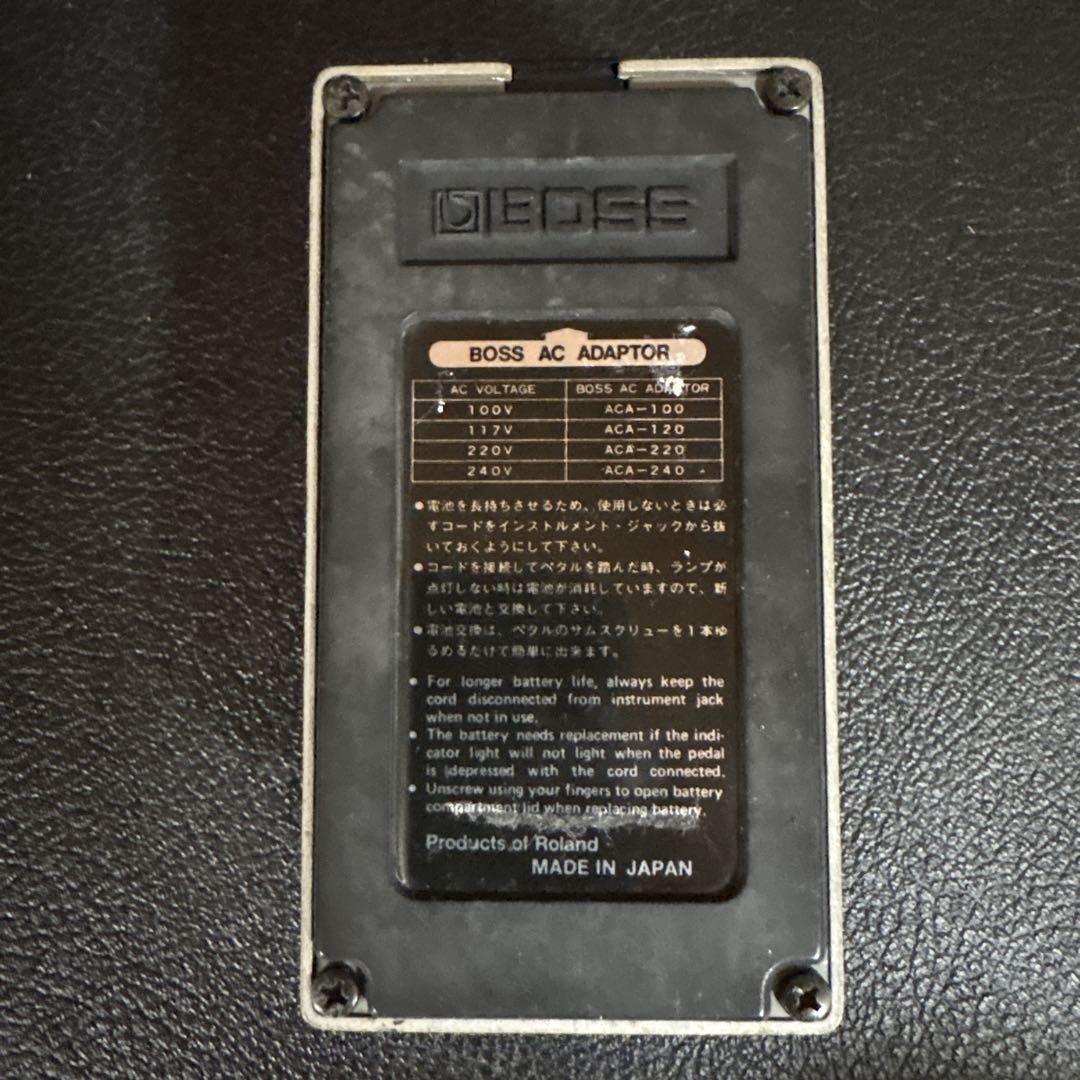 BOSS
BOSS AC ADAPTOR
AC VOLTAGE BOSS AC ADAPTOR
100V ACA-100
117V ACA-120
220V ACA-220
240V ACA-240
●電池を長持ちさせるため、使用しないときは必
ずコードをインストルメント・ジャックから抜
いておくようにして下さい。
●コードを接続してペダルを踏んだ時、ランプが
点灯しない時は電池が消耗していますので、新
しい電池と交換して下さい。
●電池交換は、ペダルのサムスクリューを1本ゆ
るめるだけで簡単に出来ます。
● For longer battery life, always keep the
cord disconnected from instrument jack
when not in use.
● The battery needs replacement if the indi-
cator light will not light when the pedal
is depressed with the cord connected.
● Unscrew using your fingers to open battery
compartment lid when replacing battery.
Products of Roland
MADE IN JAPAN